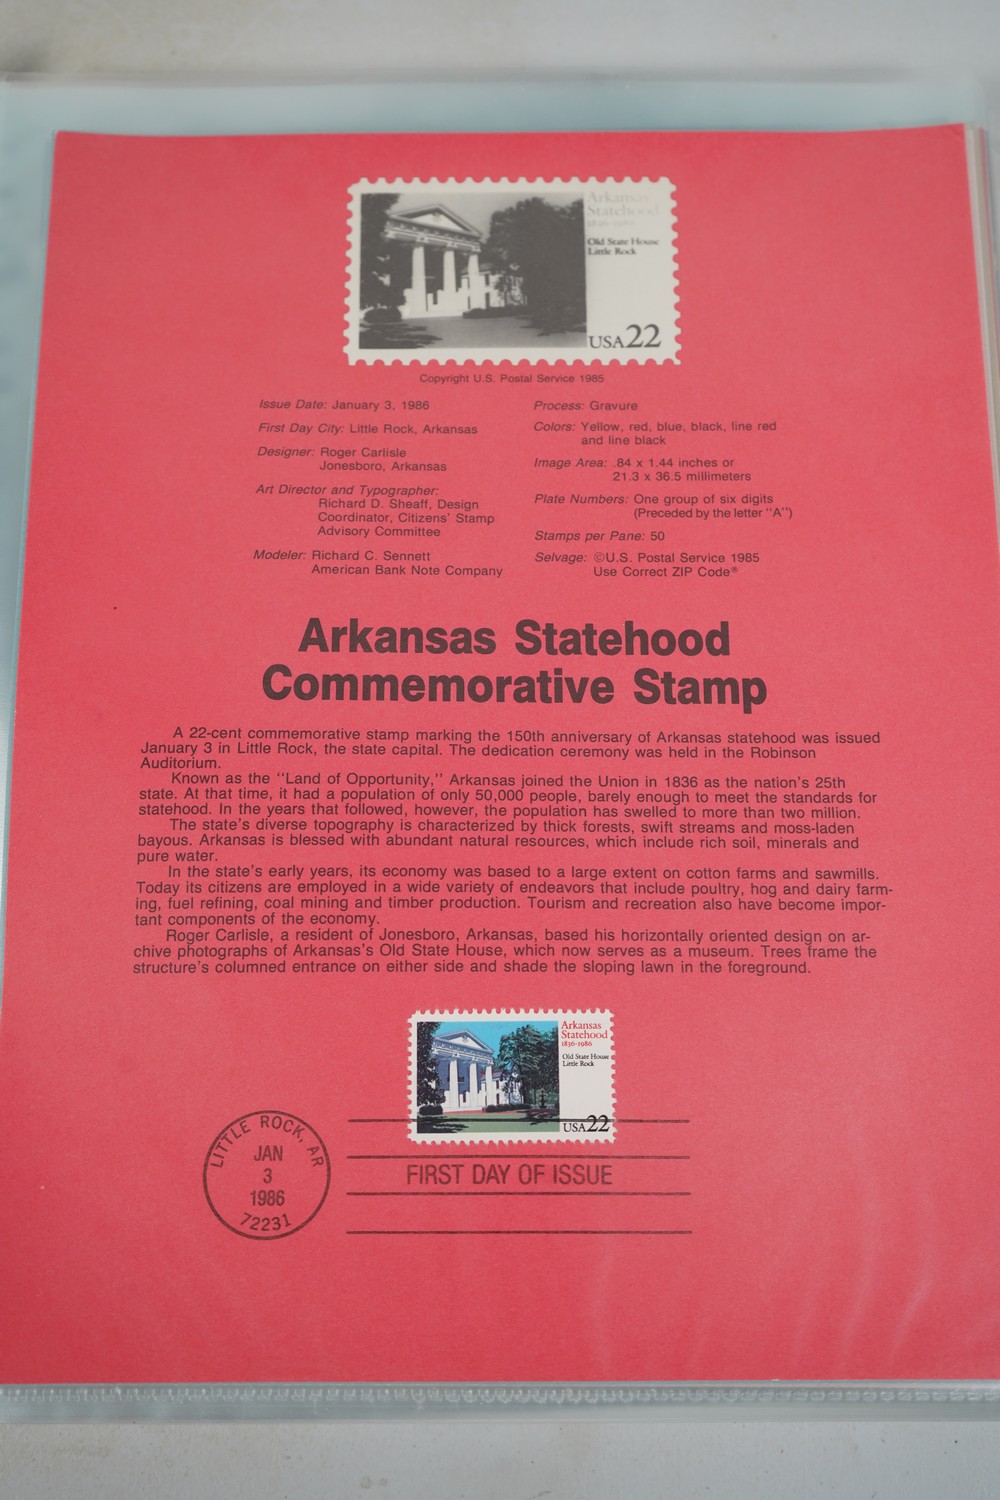 Arkansas
Statehood
1836-1986
Old State House
Little Rock
USA22
Copyright U.S. Postal Service 1985
Issue Date: January 3, 1986
First Day City: Little Rock, Arkansas
Designer: Roger Carlisle
Jonesboro, Arkansas
Art Director and Typographer:
Richard D. Sheaff, Design
Coordinator, Citizens' Stamp
Advisory Committee
Modeler: Richard C. Sennett
American Bank Note Company
Process: Gravure
Colors: Yellow, red, blue, black, line red
and line black
Image Area: .84 x 1.44 inches or
21.3 x 36.5 millimeters
Plate Numbers: One group of six digits
(Preceded by the letter "A")
Stamps per Pane: 50
Selvage: ©U.S. Postal Service 1985
Use Correct ZIP Code®
Arkansas Statehood
Commemorative Stamp
A 22-cent commemorative stamp marking the 150th anniversary of Arkansas statehood was issued
January 3 in Little Rock, the state capital. The dedication ceremony was held in the Robinson
Auditorium.
Known as the "Land of Opportunity," Arkansas joined the Union in 1836 as the nation's 25th
state. At that time, it had a population of only 50,000 people, barely enough to meet the standards for
statehood. In the years that followed, however, the population has swelled to more than two million.
The state's diverse topography is characterized by thick forests, swift streams and moss-laden
bayous. Arkansas is blessed with abundant natural resources, which include rich soil, minerals and
pure water.
In the state's early years, its economy was based to a large extent on cotton farms and sawmills.
Today its citizens are employed in a wide variety of endeavors that include poultry, hog and dairy farm-
ing, fuel refining, coal mining and timber production. Tourism and recreation also have become impor-
tant components of the economy.
Roger Carlisle, a resident of Jonesboro, Arkansas, based his horizontally oriented design on ar-
chive photographs of Arkansas's Old State House, which now serves as a museum. Trees frame the
structure's columned entrance on either side and shade the sloping lawn in the foreground.
Arkansas
Statehood
1836-1986
Old State House
Little Rock
USA22
LITTLE ROCK, AR
JAN
3
1986
72231
FIRST DAY OF ISSUE